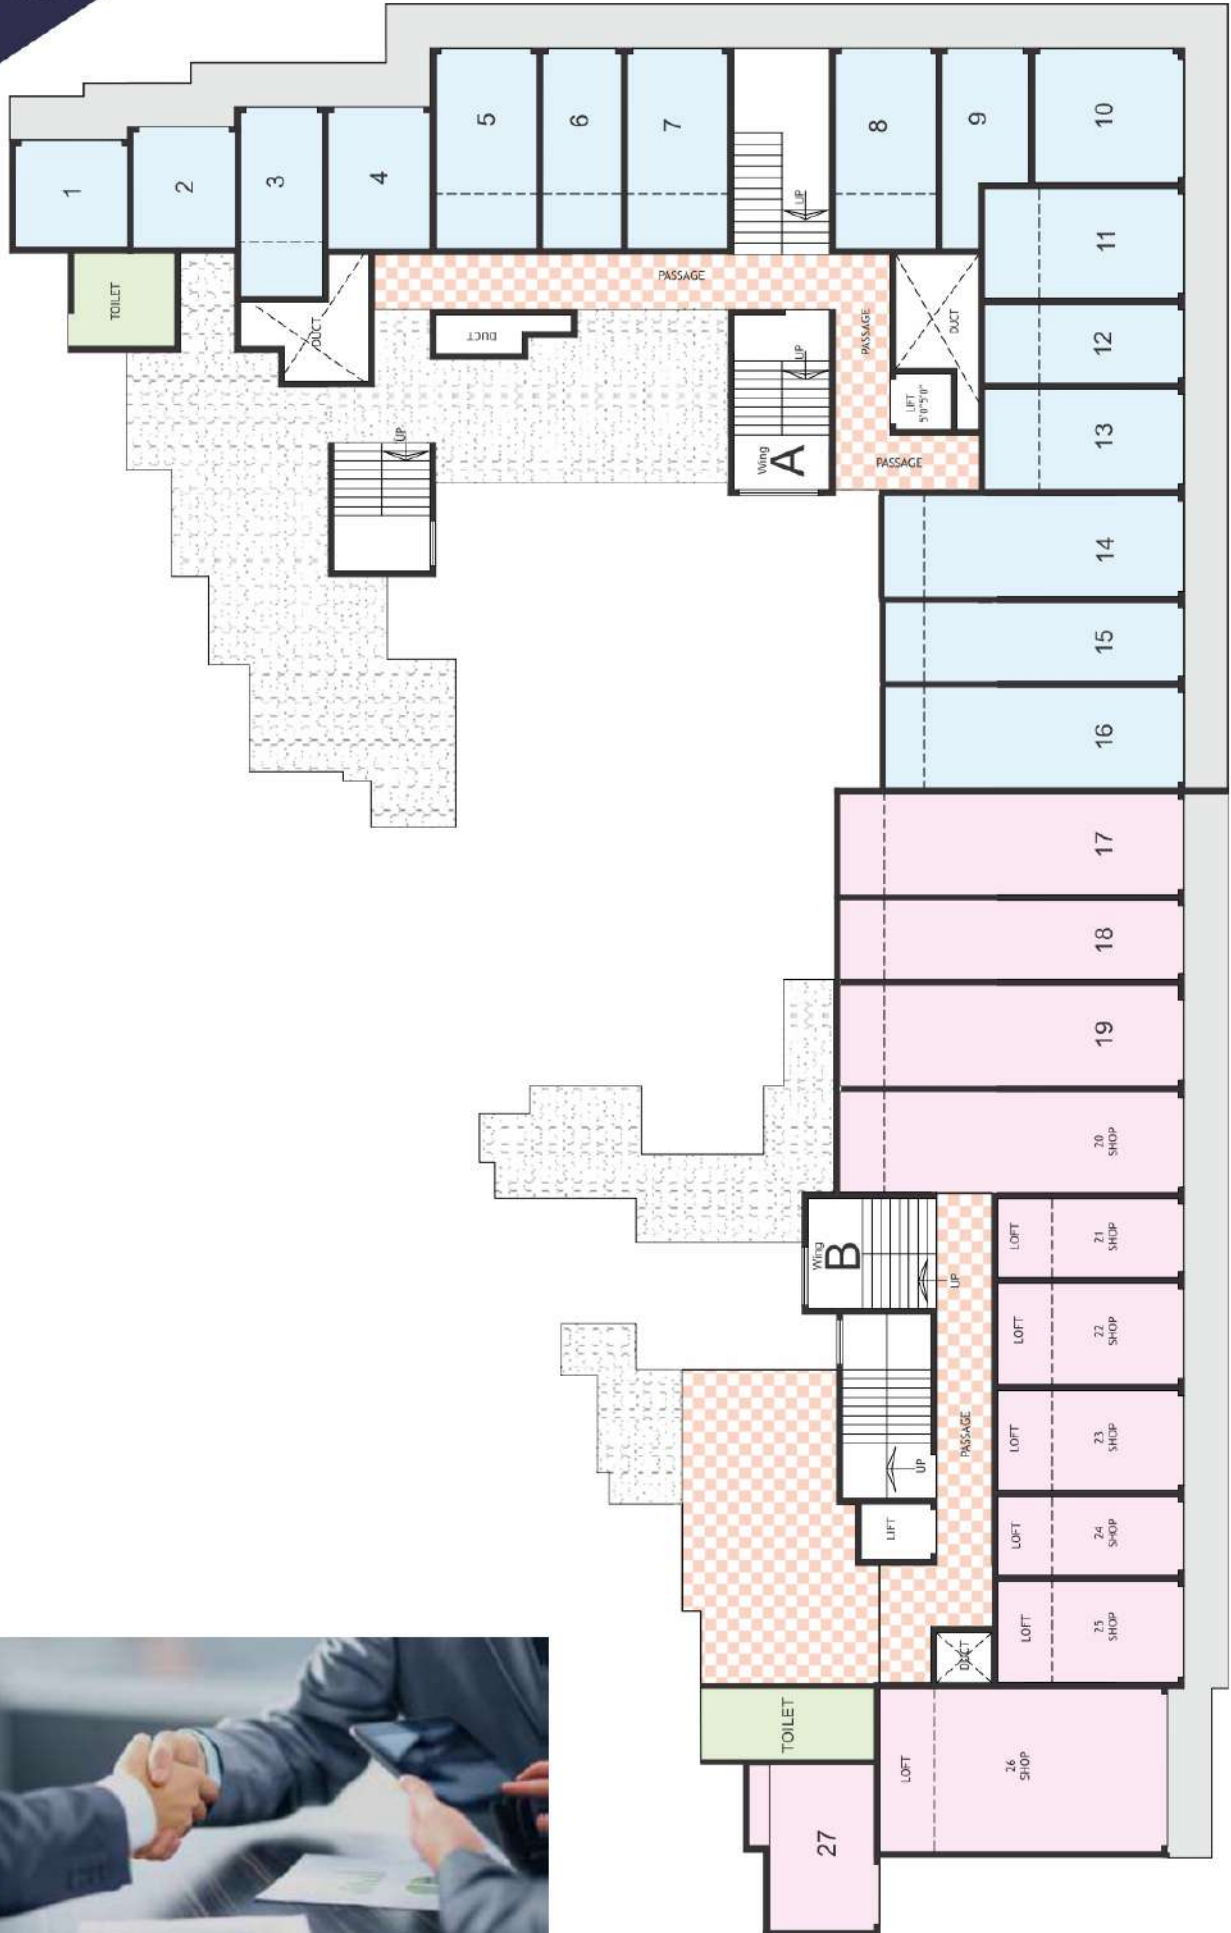 1
2
3
4
5
6
7
8
9
10
TOILET
DUCT
PASSAGE
DUCT
UP
UP
PASSAGE
DUCT
LIFT
5'0"5'0"
PASSAGE
UP
Wing
A
11
12
13
14
15
16
17
18
19
20
SHOP
Wing
B
UP
LOFT
21
SHOP
LOFT
22
SHOP
PASSAGE
LOFT
23
SHOP
UP
LIFT
LOFT
24
SHOP
LOFT
25
SHOP
DUCT
TOILET
LOFT
26
SHOP
27